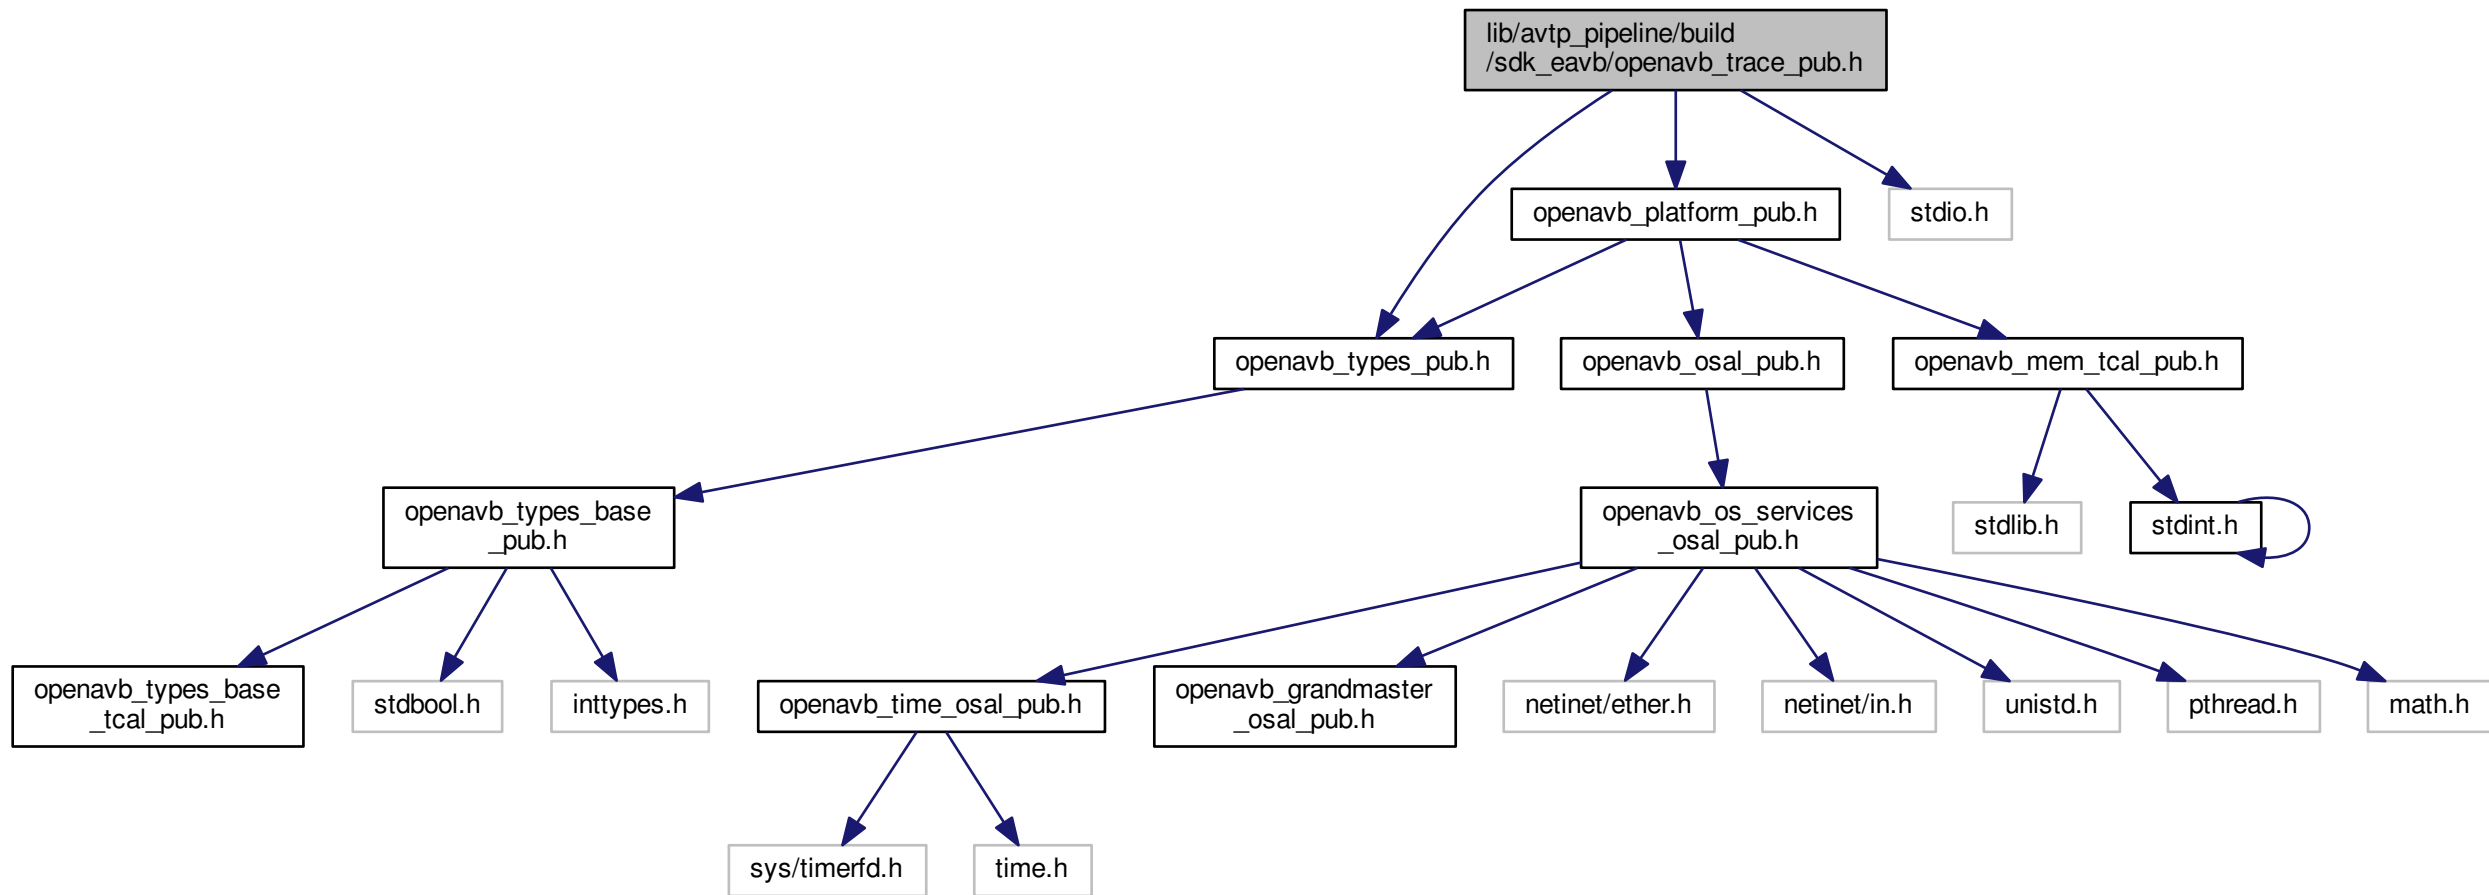 lib/avtp_pipeline/build
/sdk_eavb/openavb_trace_pub.h
openavb_platform_pub.h
stdio.h
openavb_types_pub.h
openavb_osal_pub.h
openavb_mem_tcal_pub.h
openavb_types_base
_pub.h
openavb_os_services
_osal_pub.h
stdlib.h
stdint.h
openavb_types_base
_tcal_pub.h
stdbool.h
inttypes.h
openavb_time_osal_pub.h
openavb_grandmaster
_osal_pub.h
netinet/ether.h
netinet/in.h
unistd.h
pthread.h
math.h
sys/timerfd.h
time.h